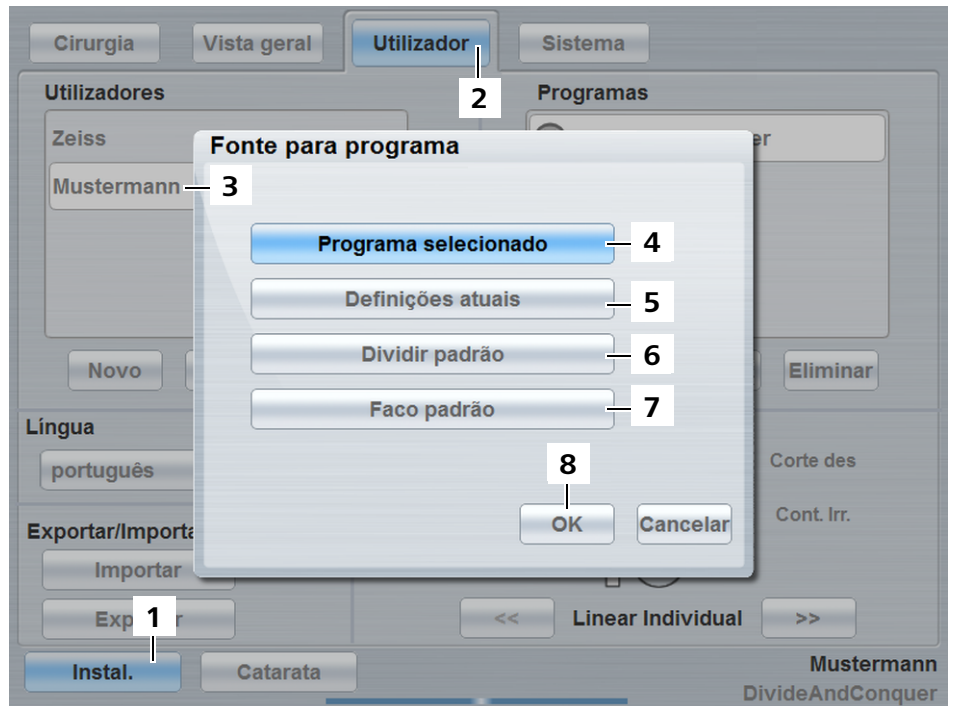 Cirurgia Vista geral Utilizador Sistema
2
Utilizadores Programas
Zeiss
Fonte para programa
Mustermann 3
Programa selecionado 4
Definições atuais 5
Dividir padrão 6
Faco padrão 7
Novo Eliminar
Língua
português
8
Corte des
OK Cancelar
Cont. Irr.
Importar
1
<< Linear Individual >>
Instal. Catarata
Mustermann
DivideAndConquer